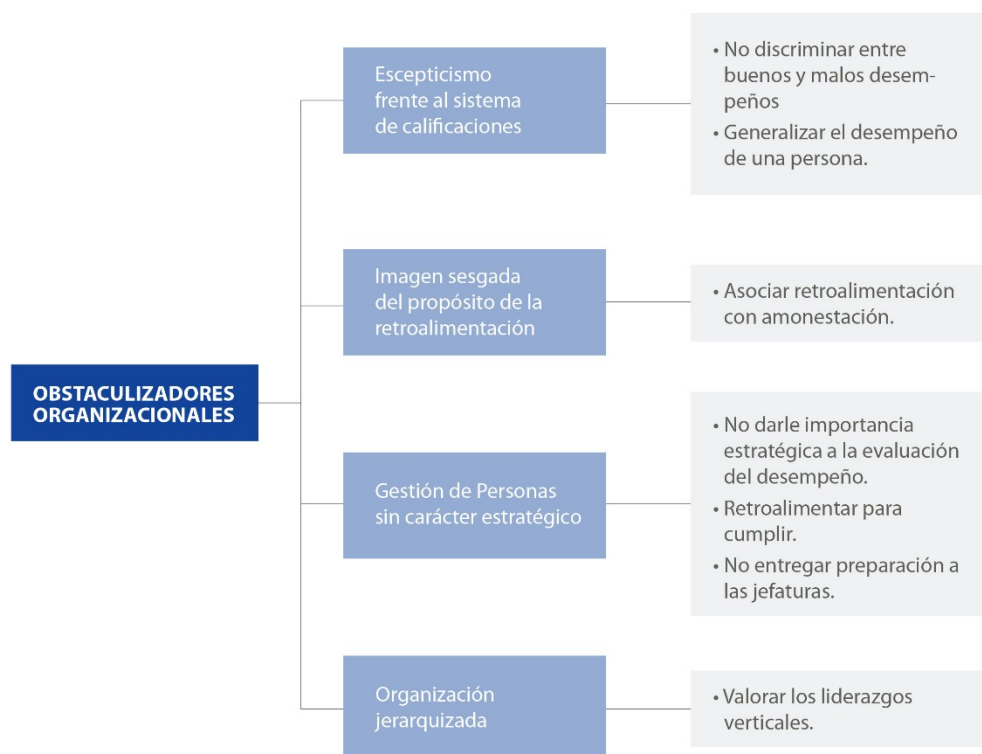 Escepticismo
frente al sistema
de calificaciones
• No discriminar entre
buenos y malos desem-
peños
• Generalizar el desempeño
de una persona.
Imagen sesgada
del propósito de la
retroalimentación
• Asociar retroalimentación
con amonestación.
OBSTACULIZADORES
ORGANIZACIONALES
Gestión de Personas
sin carácter estratégico
• No darle importancia
estratégica a la evaluación
del desempeño.
• Retroalimentar para
cumplir.
• No entregar preparación a
las jefaturas.
Organización
jerarquizada
• Valorar los liderazgos
verticales.